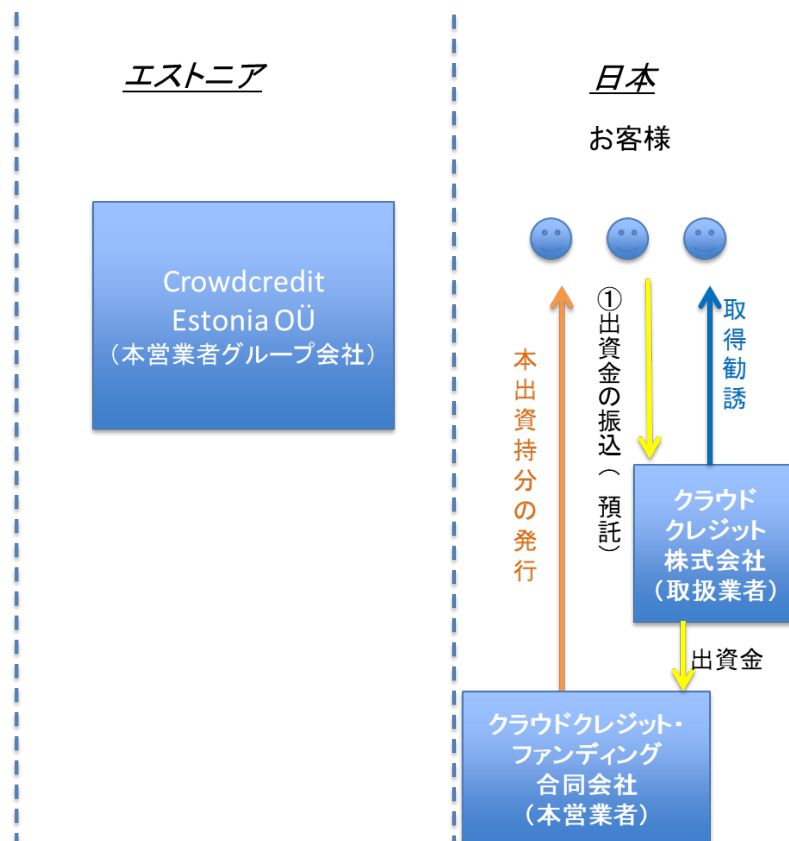 エストニア
日本
お客様
Crowdcredit
Estonia OÜ
(本営業者グループ会社)
本出資持分の発行
①出資金の振込(預託)
取得勧誘
クラウド
クレジット
株式会社
(取扱業者)
出資金
クラウドクレジット・
ファンディング
合同会社
(本営業者)